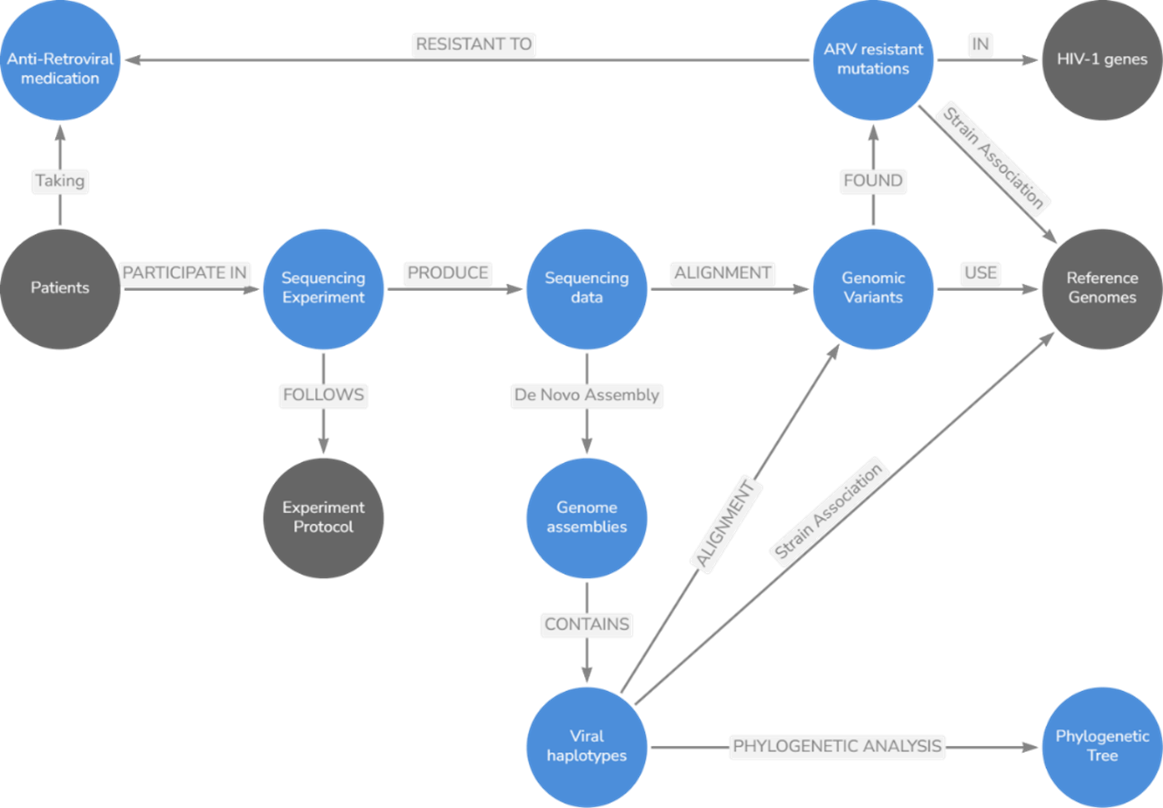 RESISTANT TO
IN
Anti-Retroviral
medication
ARV resistant
mutations
HIV-1 genes
Strain Association
Taking
FOUND
Patients
PARTICIPATE IN
Sequencing
Experiment
PRODUCE
Sequencing
data
ALIGNMENT
Genomic
Variants
USE
Reference
Genomes
FOLLOWS
De Novo Assembly
Experiment
Protocol
Genome
assemblies
ALIGNMENT
Strain Association
CONTAINS
Viral
haplotypes
PHYLOGENETIC ANALYSIS
Phylogenetic
Tree